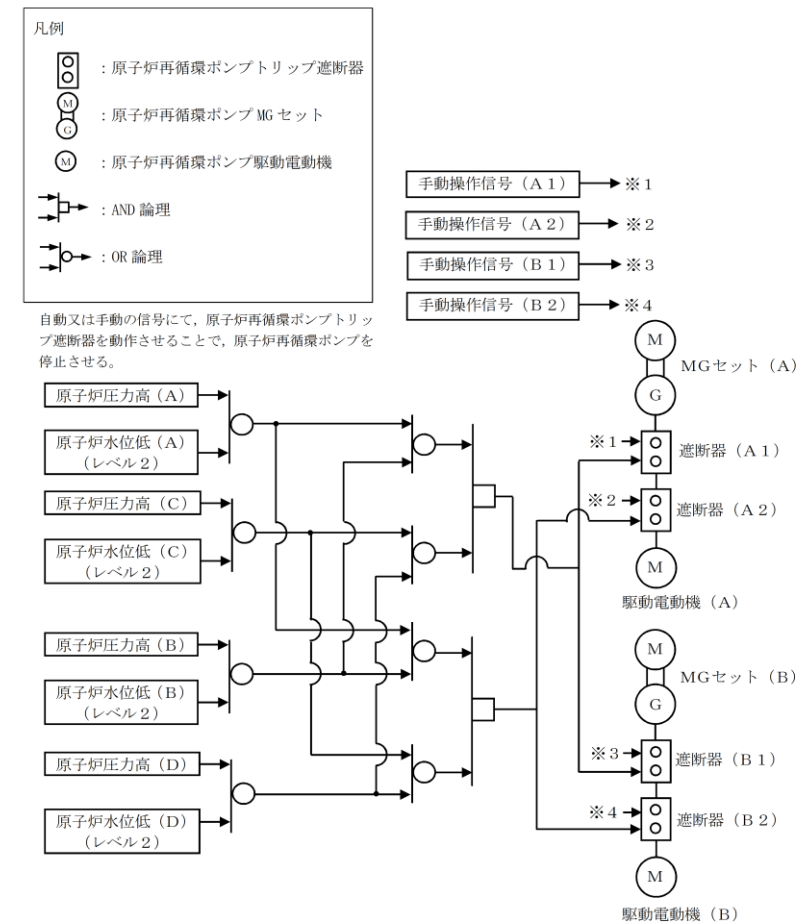 凡例
:原子炉再循環ポンプトリップ遮断器
M
G
:原子炉再循環ポンプ MG セット
M
:原子炉再循環ポンプ駆動電動機
:AND 論理
:OR 論理
自動又は手動の信号にて，原子炉再循環ポンプトリッ
プ遮断器を動作させることで，原子炉再循環ポンプを
停止させる。
手動操作信号（A１）
※１
手動操作信号（A２）
※２
手動操作信号（B１）
※３
手動操作信号（B２）
※４
原子炉圧力高（A）
原子炉水位低（A）
（レベル２）
原子炉圧力高（C）
原子炉水位低（C）
（レベル２）
原子炉圧力高（B）
原子炉水位低（B）
（レベル２）
原子炉圧力高（D）
原子炉水位低（D）
（レベル２）
M
MGセット（A）
G
※１
遮断器（A１）
※２
遮断器（A２）
M
駆動電動機（A）
M
MGセット（B）
G
※３
遮断器（B１）
※４
遮断器（B２）
M
駆動電動機（B）